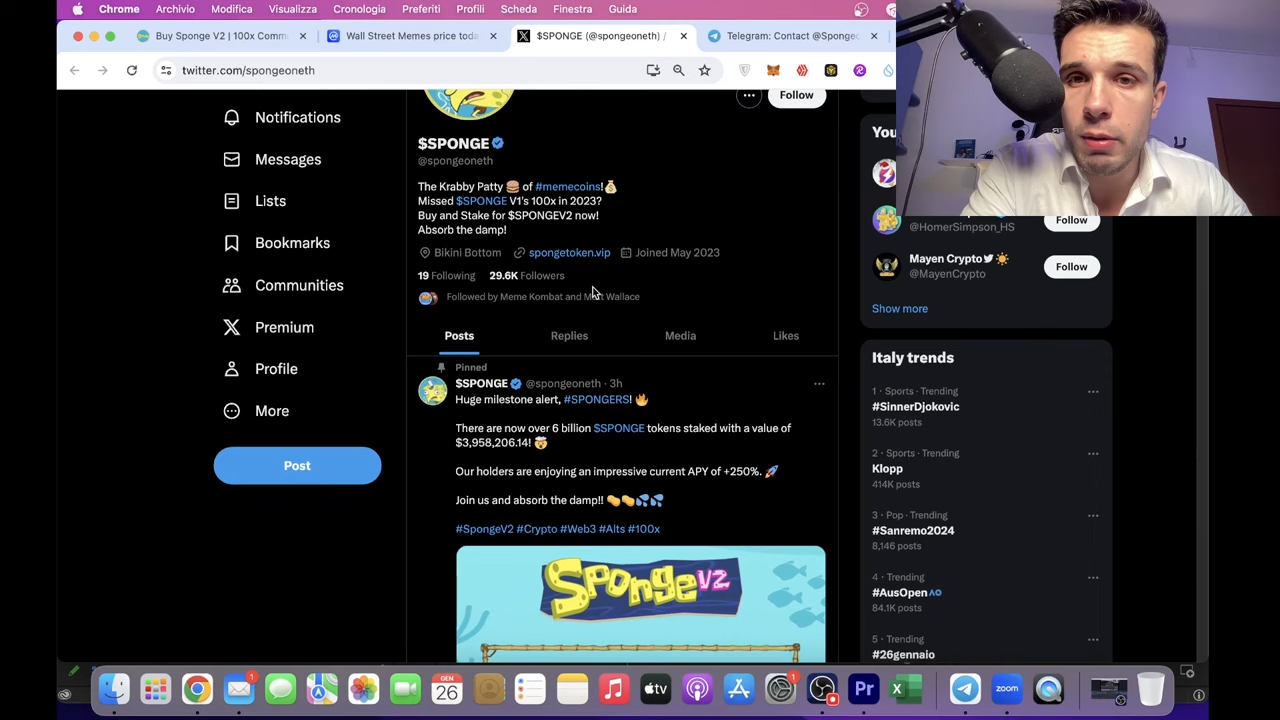 Chrome Archivio Modifica Visualizza Cronologia Preferiti Profili Scheda Finestra Guida
Buy Sponge V2 | 100x Comm
Wall Street Memes price toda
$SPONGE (@spongeoneth) /
Telegram: Contact @Sponge
twitter.com/spongeoneth
Notifications
Messages
Lists
Bookmarks
Communities
Premium
Profile
More
Post
Follow
$SPONGE
@spongeoneth
The Krabby Patty 🍔 of #memecoins!💰
Missed $SPONGE V1's 100x in 2023?
Buy and Stake for $SPONGEV2 now!
Absorb the damp!
Bikini Bottom spongetoken.vip Joined May 2023
19 Following 29.6K Followers
Followed by Meme Kombat and Matt Wallace
Posts Replies Media Likes
Pinned
$SPONGE @spongeoneth · 3h
Huge milestone alert, #SPONGERS! 🔥
There are now over 6 billion $SPONGE tokens staked with a value of
$3,958,206.14! 🤯
Our holders are enjoying an impressive current APY of +250%. 🚀
Join us and absorb the damp!! 🧽🧽💦💦
#SpongeV2 #Crypto #Web3 #Alts #100x
SPONGE V2
You
@HomerSimpson_HS
Follow
Mayen Crypto
@MayenCrypto
Follow
Show more
Italy trends
1 · Sports · Trending
#SinnerDjokovic
13.6K posts
2 · Sports · Trending
Klopp
414K posts
3 · Pop · Trending
#Sanremo2024
8,146 posts
4 · Trending
#AusOpen AO
84.1K posts
5 · Trending
#26gennaio
GEN
26
1
tv
zoom
Pr
1